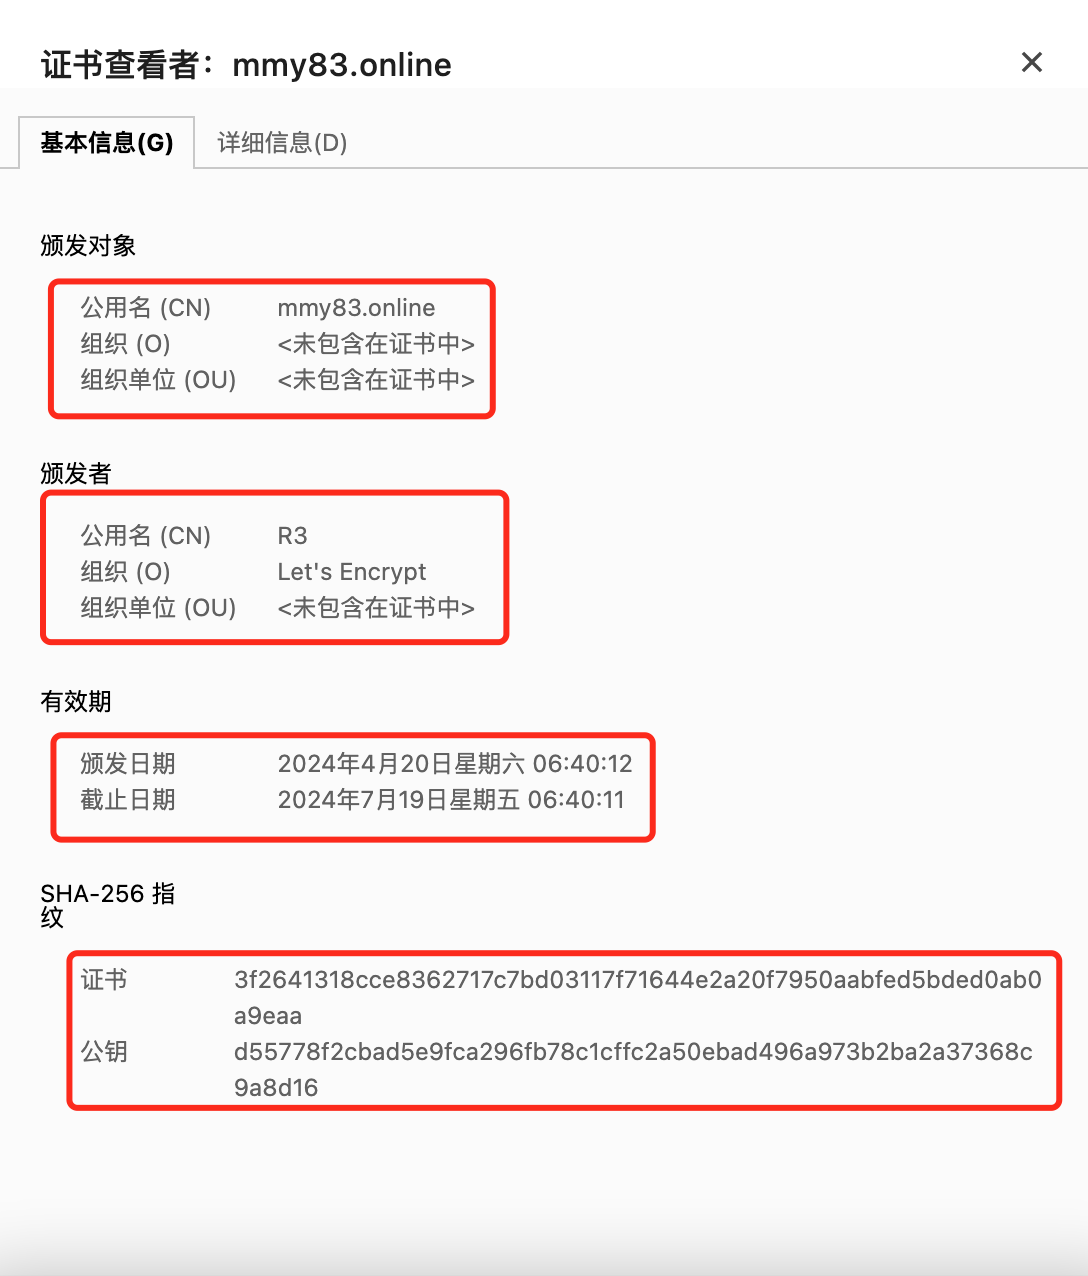 证书查看者：mmy83.online
基本信息(G) 详细信息(D)
颁发对象
公用名 (CN) mmy83.online
组织 (O) <未包含在证书中>
组织单位 (OU) <未包含在证书中>
颁发者
公用名 (CN) R3
组织 (O) Let's Encrypt
组织单位 (OU) <未包含在证书中>
有效期
颁发日期 2024年4月20日星期六 06:40:12
截止日期 2024年7月19日星期五 06:40:11
SHA-256 指
纹
证书 3f2641318cce8362717c7bd03117f71644e2a20f7950aabfed5bded0ab0
a9eaa
公钥 d55778f2cbad5e9fca296fb78c1cffc2a50ebad496a973b2ba2a37368c
9a8d16